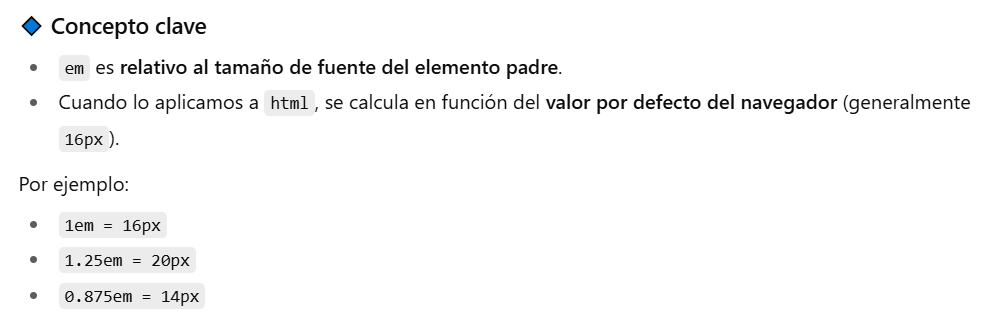 Concepto clave
em es relativo al tamaño de fuente del elemento padre.
Cuando lo aplicamos a html, se calcula en función del valor por defecto del navegador (generalmente
16px).
Por ejemplo:
1em = 16px
1.25em = 20px
0.875em = 14px